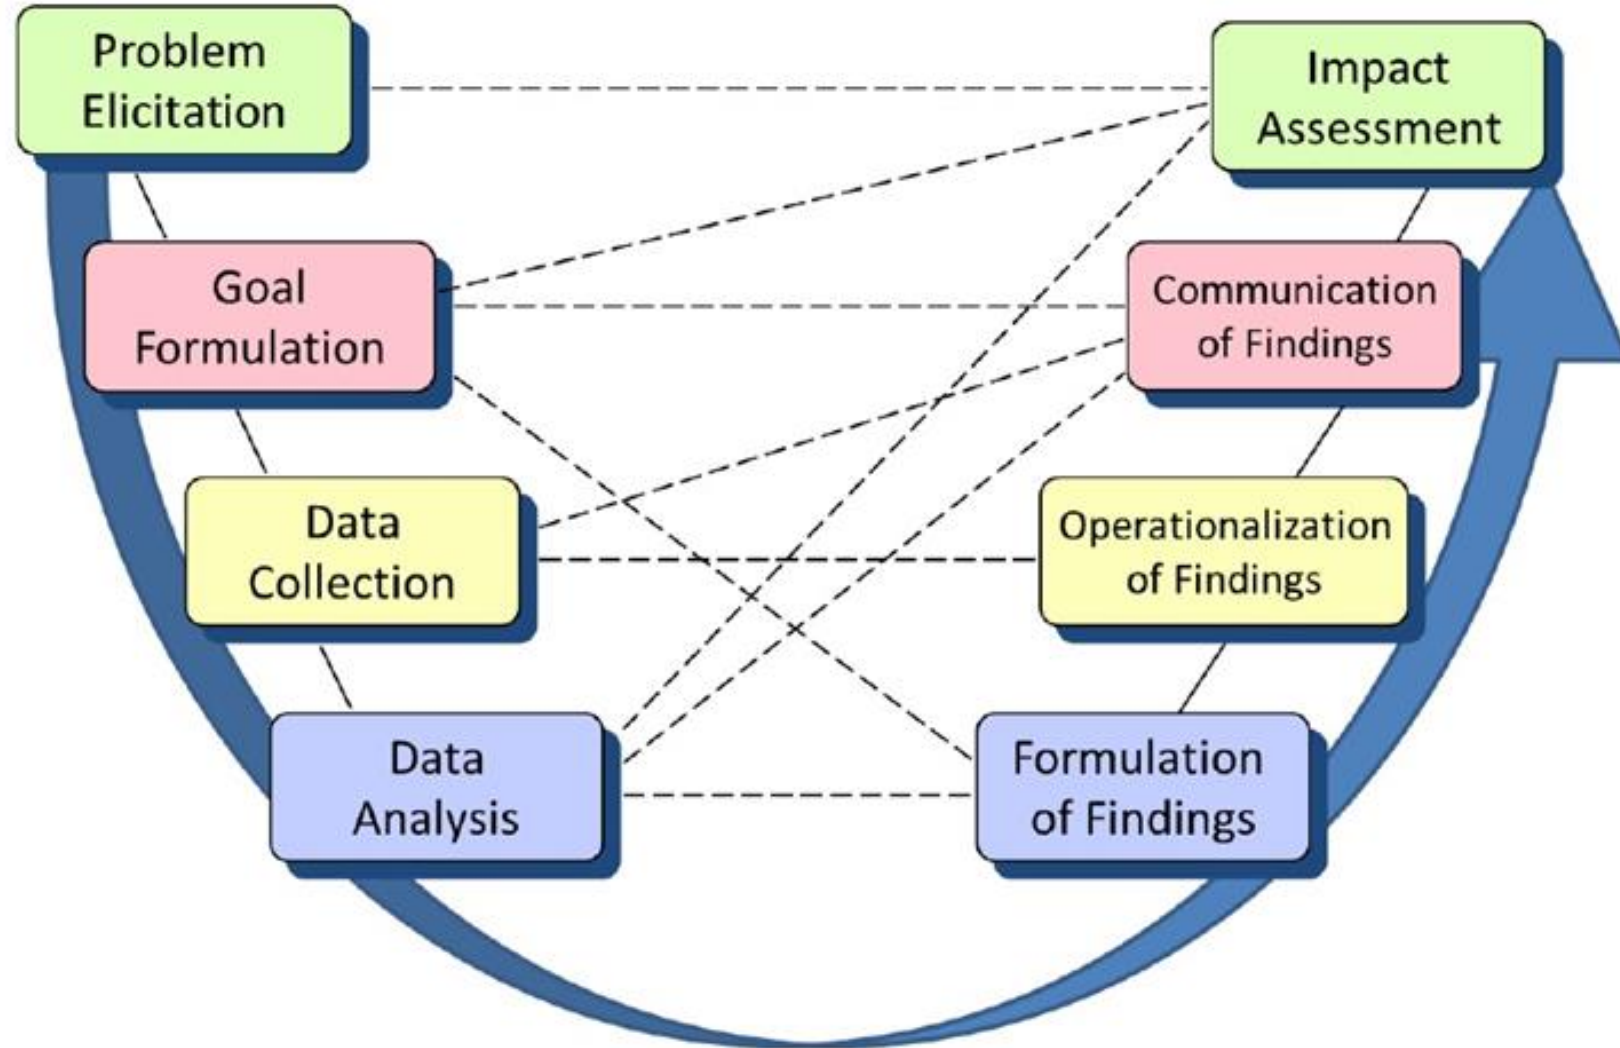 Problem
Elicitation
Impact
Assessment
Goal
Formulation
Communication
of Findings
Data
Collection
Operationalization
of Findings
Data
Analysis
Formulation
of Findings